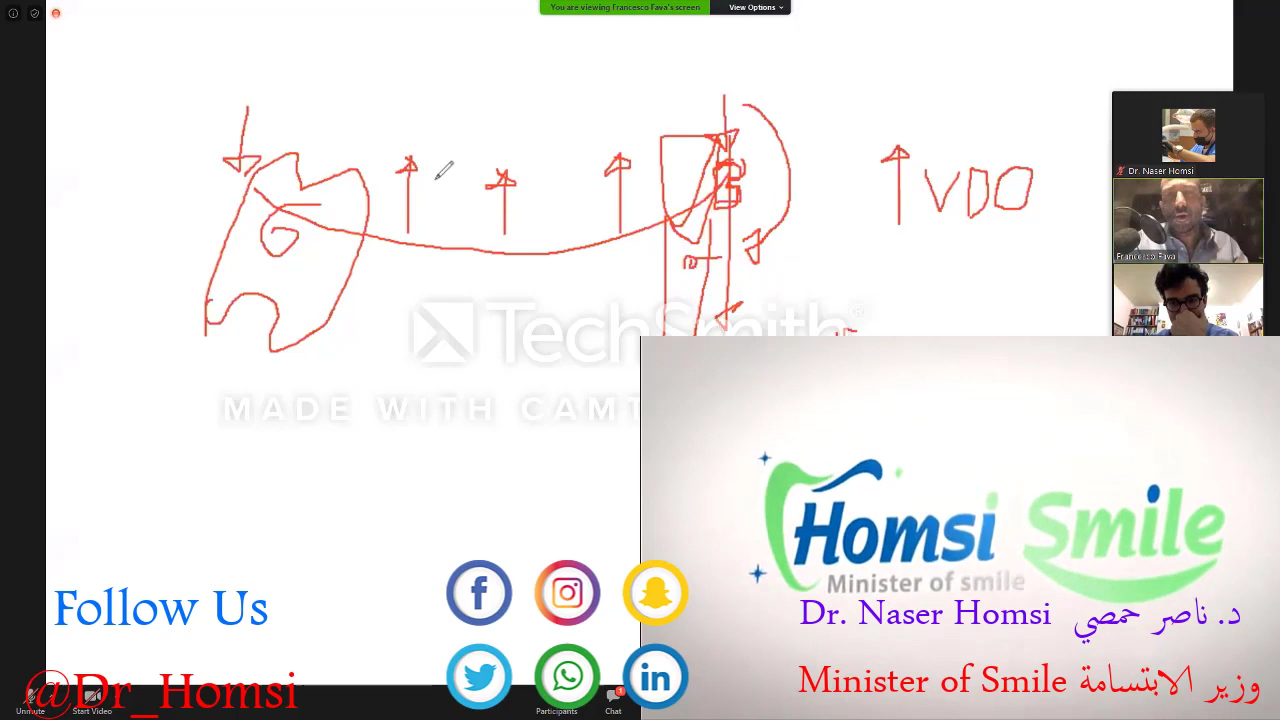 You are viewing Francesco Fava's screen
View Options
VDO
Dr. Naser Homsi
Francesco Fava
TechSmith
MADE WITH CAMT
Homsi Smile
Minister of smile
Follow Us
Dr. Naser Homsi د. ناصر حمصي
@Dr_Homsi
Minister of Smile وزير الابتسامة
Unmute
Start Video
Participants
Chat
1